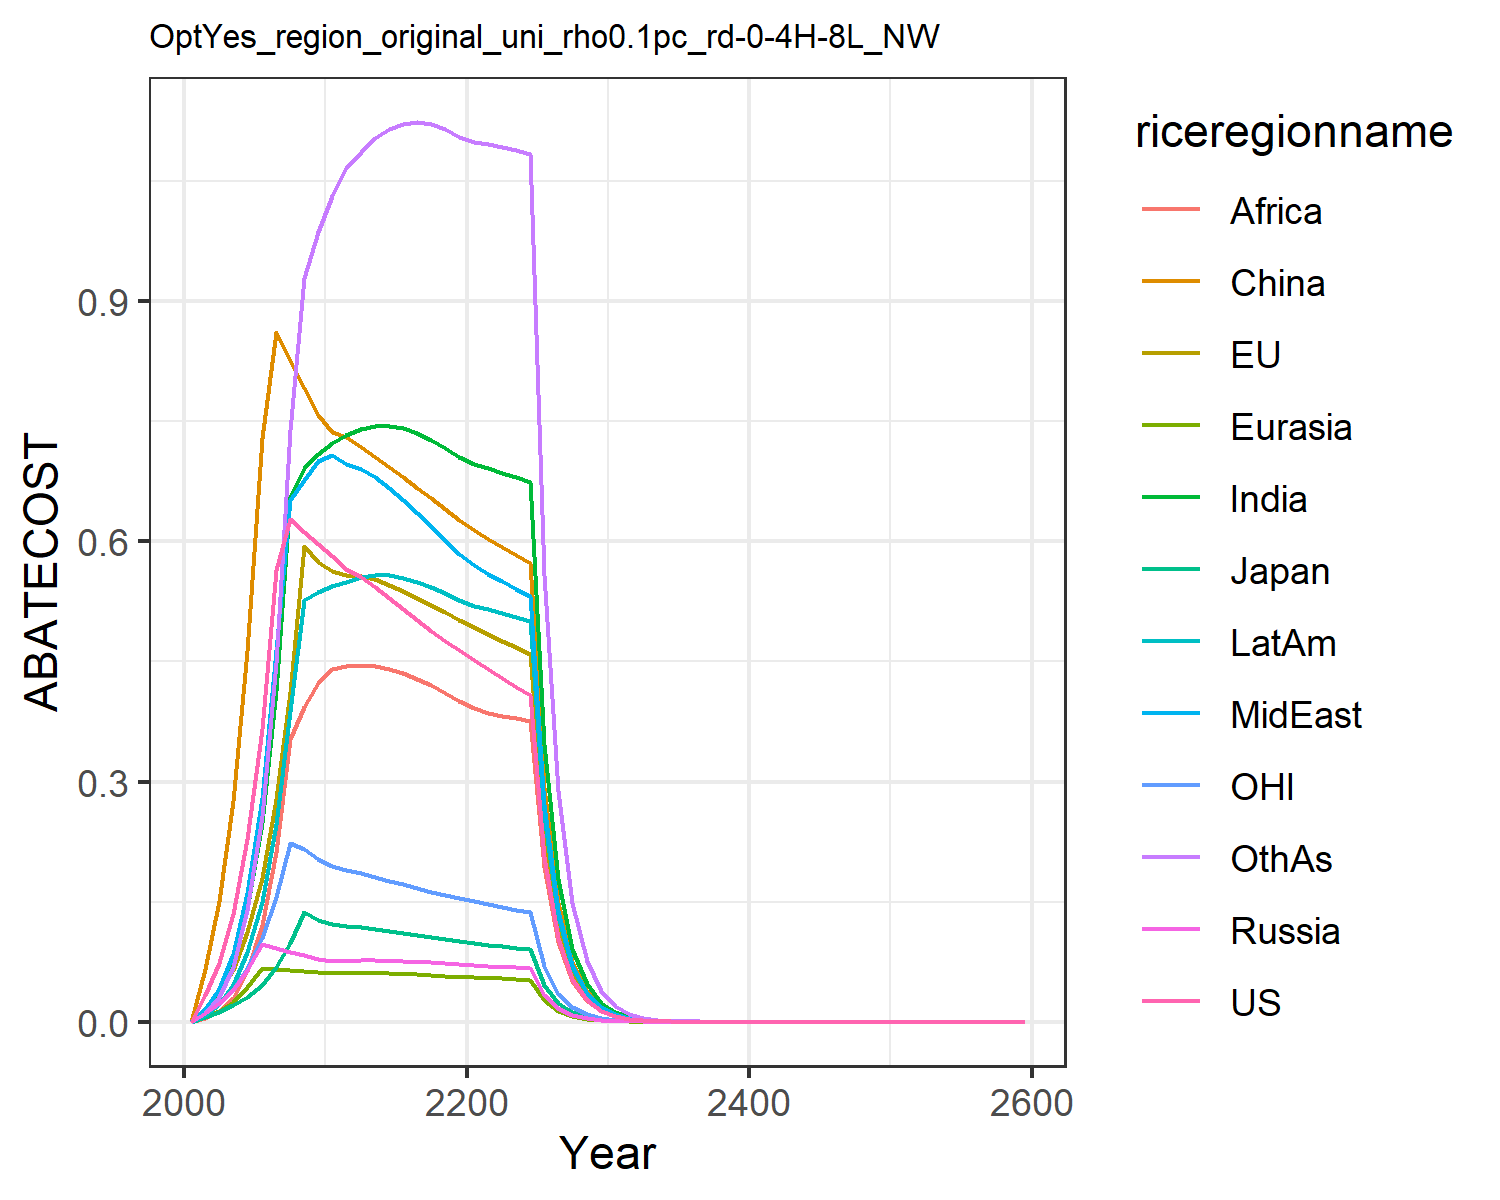 OptYes_region_original_uni_rho0.1pc_rd-0-4H-8L_NW
ABATECOST
0.9
0.6
0.3
0.0
2000 2200 2400 2600
Year
riceregionname
Africa
China
EU
Eurasia
India
Japan
LatAm
MidEast
OHI
OthAs
Russia
US